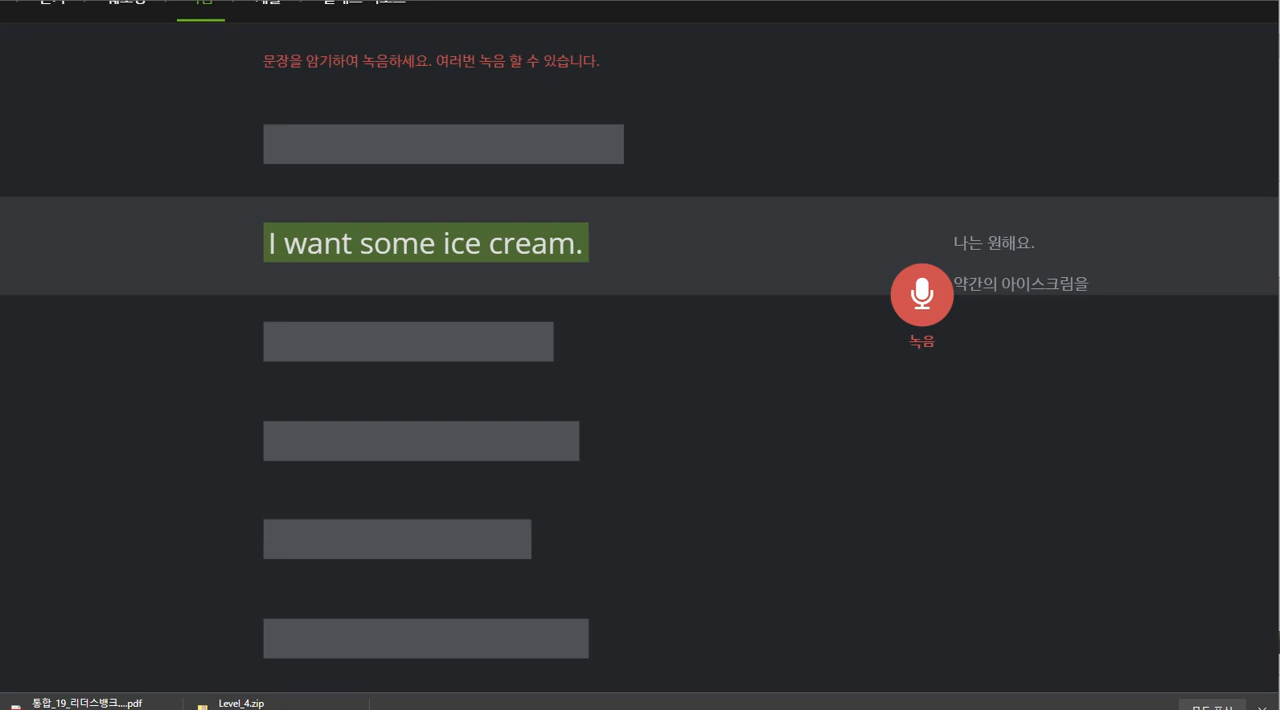 문장을 암기하여 녹음하세요. 여러번 녹음 할 수 있습니다.
I want some ice cream.
나는 원해요.
약간의 아이스크림을
녹음
통합_19_리더스뱅크....pdf
Level_4.zip